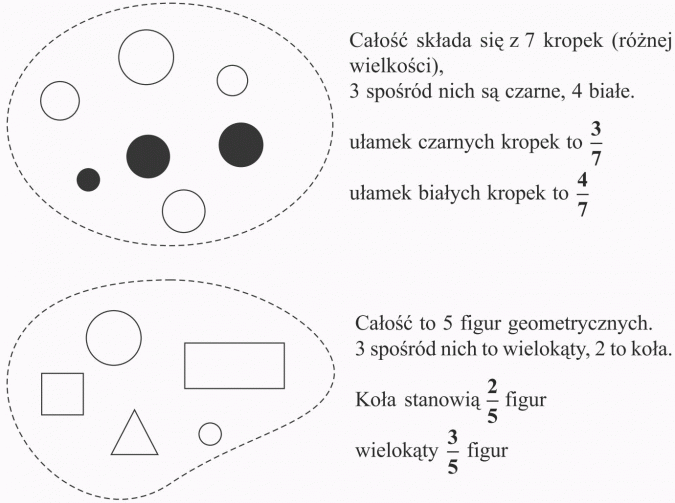 Całość składa się z 7 kropek (różnej
wielkości),
3 spośród nich są czarne, 4 białe.
ułamek czarnych kropek to 3/7
ułamek białych kropek to 4/7
Całość to 5 figur geometrycznych.
3 spośród nich to wielokąty, 2 to koła.
Koła stanowią 2/5 figur
wielokąty 3/5 figur